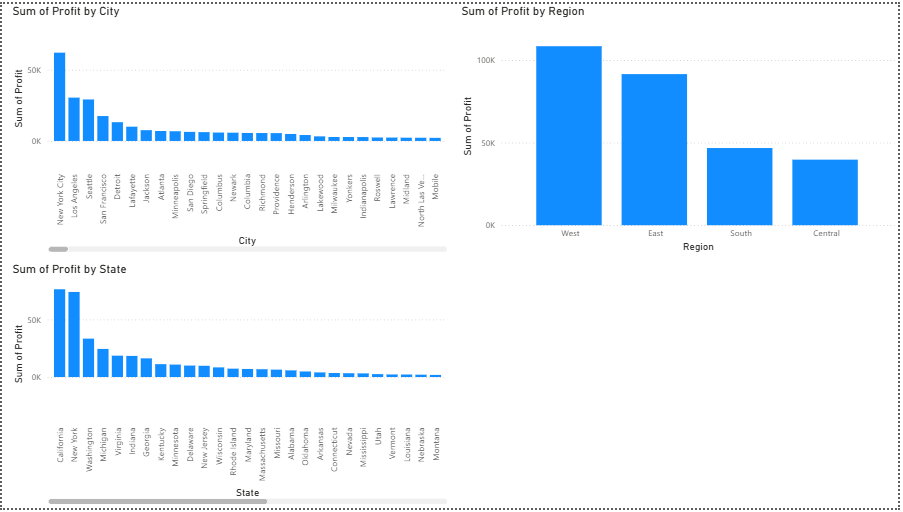 Sum of Profit by City
Sum of Profit
50K
0K
New York City
Los Angeles
Seattle
San Francisco
Detroit
Lafayette
Jackson
Atlanta
Minneapolis
San Diego
Springfield
Columbus
Newark
Columbia
Richmond
Providence
Henderson
Arlington
Lakewood
Milwaukee
Yonkers
Indianapolis
Roswell
Lawrence
Midland
North Las Ve...
Mobile
City
Sum of Profit by Region
Sum of Profit
100K
50K
0K
West
East
South
Central
Region
Sum of Profit by State
Sum of Profit
50K
0K
California
New York
Washington
Michigan
Virginia
Indiana
Georgia
Kentucky
Minnesota
Delaware
New Jersey
Wisconsin
Rhode Island
Maryland
Massachusetts
Missouri
Alabama
Oklahoma
Arkansas
Connecticut
Nevada
Mississippi
Utah
Vermont
Louisiana
Nebraska
Montana
State